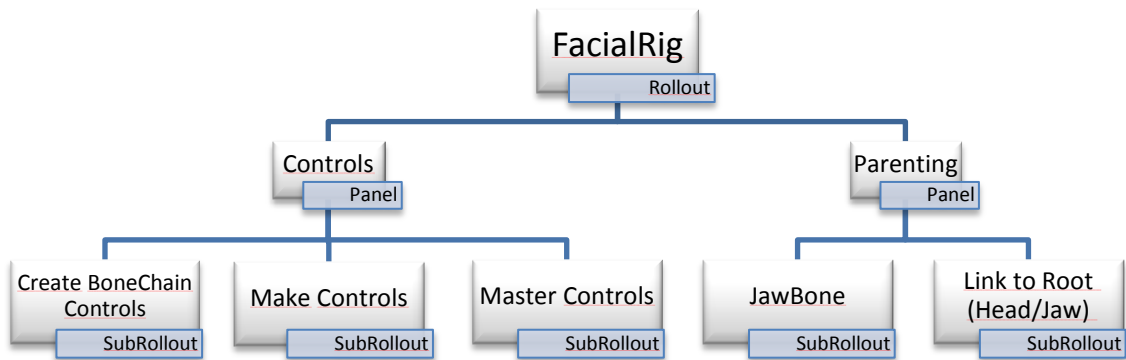 FacialRig
Rollout
Controls
Panel
Parenting
Panel
Create BoneChain
Controls
SubRollout
Make Controls
SubRollout
Master Controls
SubRollout
JawBone
SubRollout
Link to Root
(Head/Jaw)
SubRollout